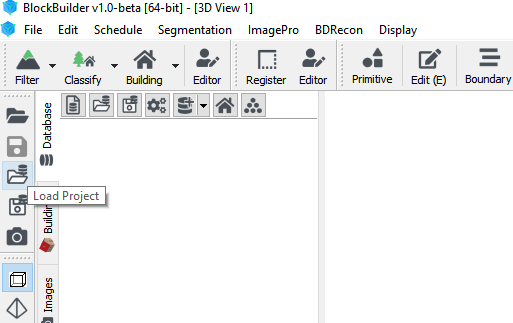 BlockBuilder v1.0-beta [64-bit] - [3D View 1]
File Edit Schedule Segmentation ImagePro BDRecon Display
Filter Classify Building Editor Register Editor Primitive Edit (E) Boundary
Database
Load Project
Building
Images